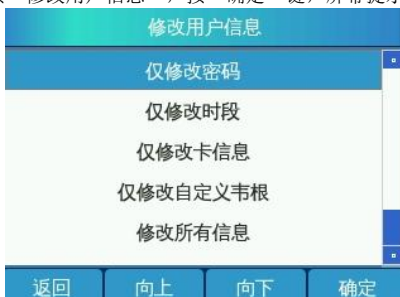 修改用户信息
仅修改密码
仅修改时段
仅修改卡信息
仅修改自定义韦根
修改所有信息
返回 向上 向下 确定